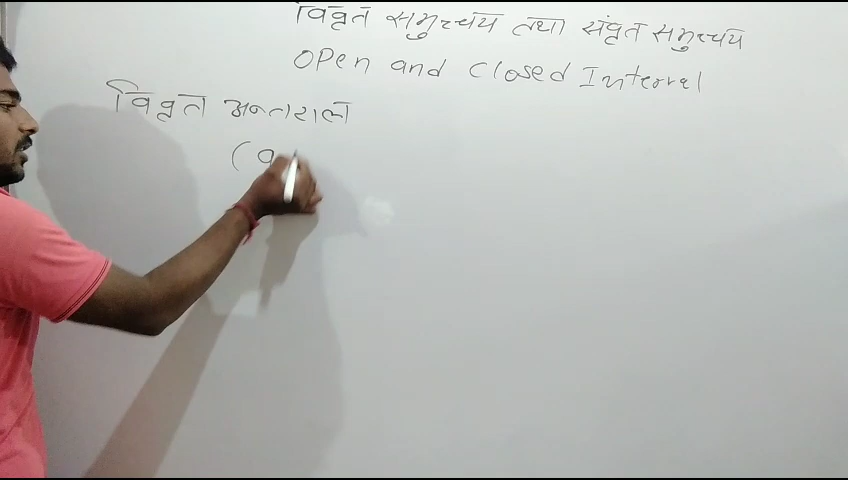 विवृत समुच्चय तथा संवृत समुच्चय
OPen and Closed Interval
विवृत अन्तराल
(a